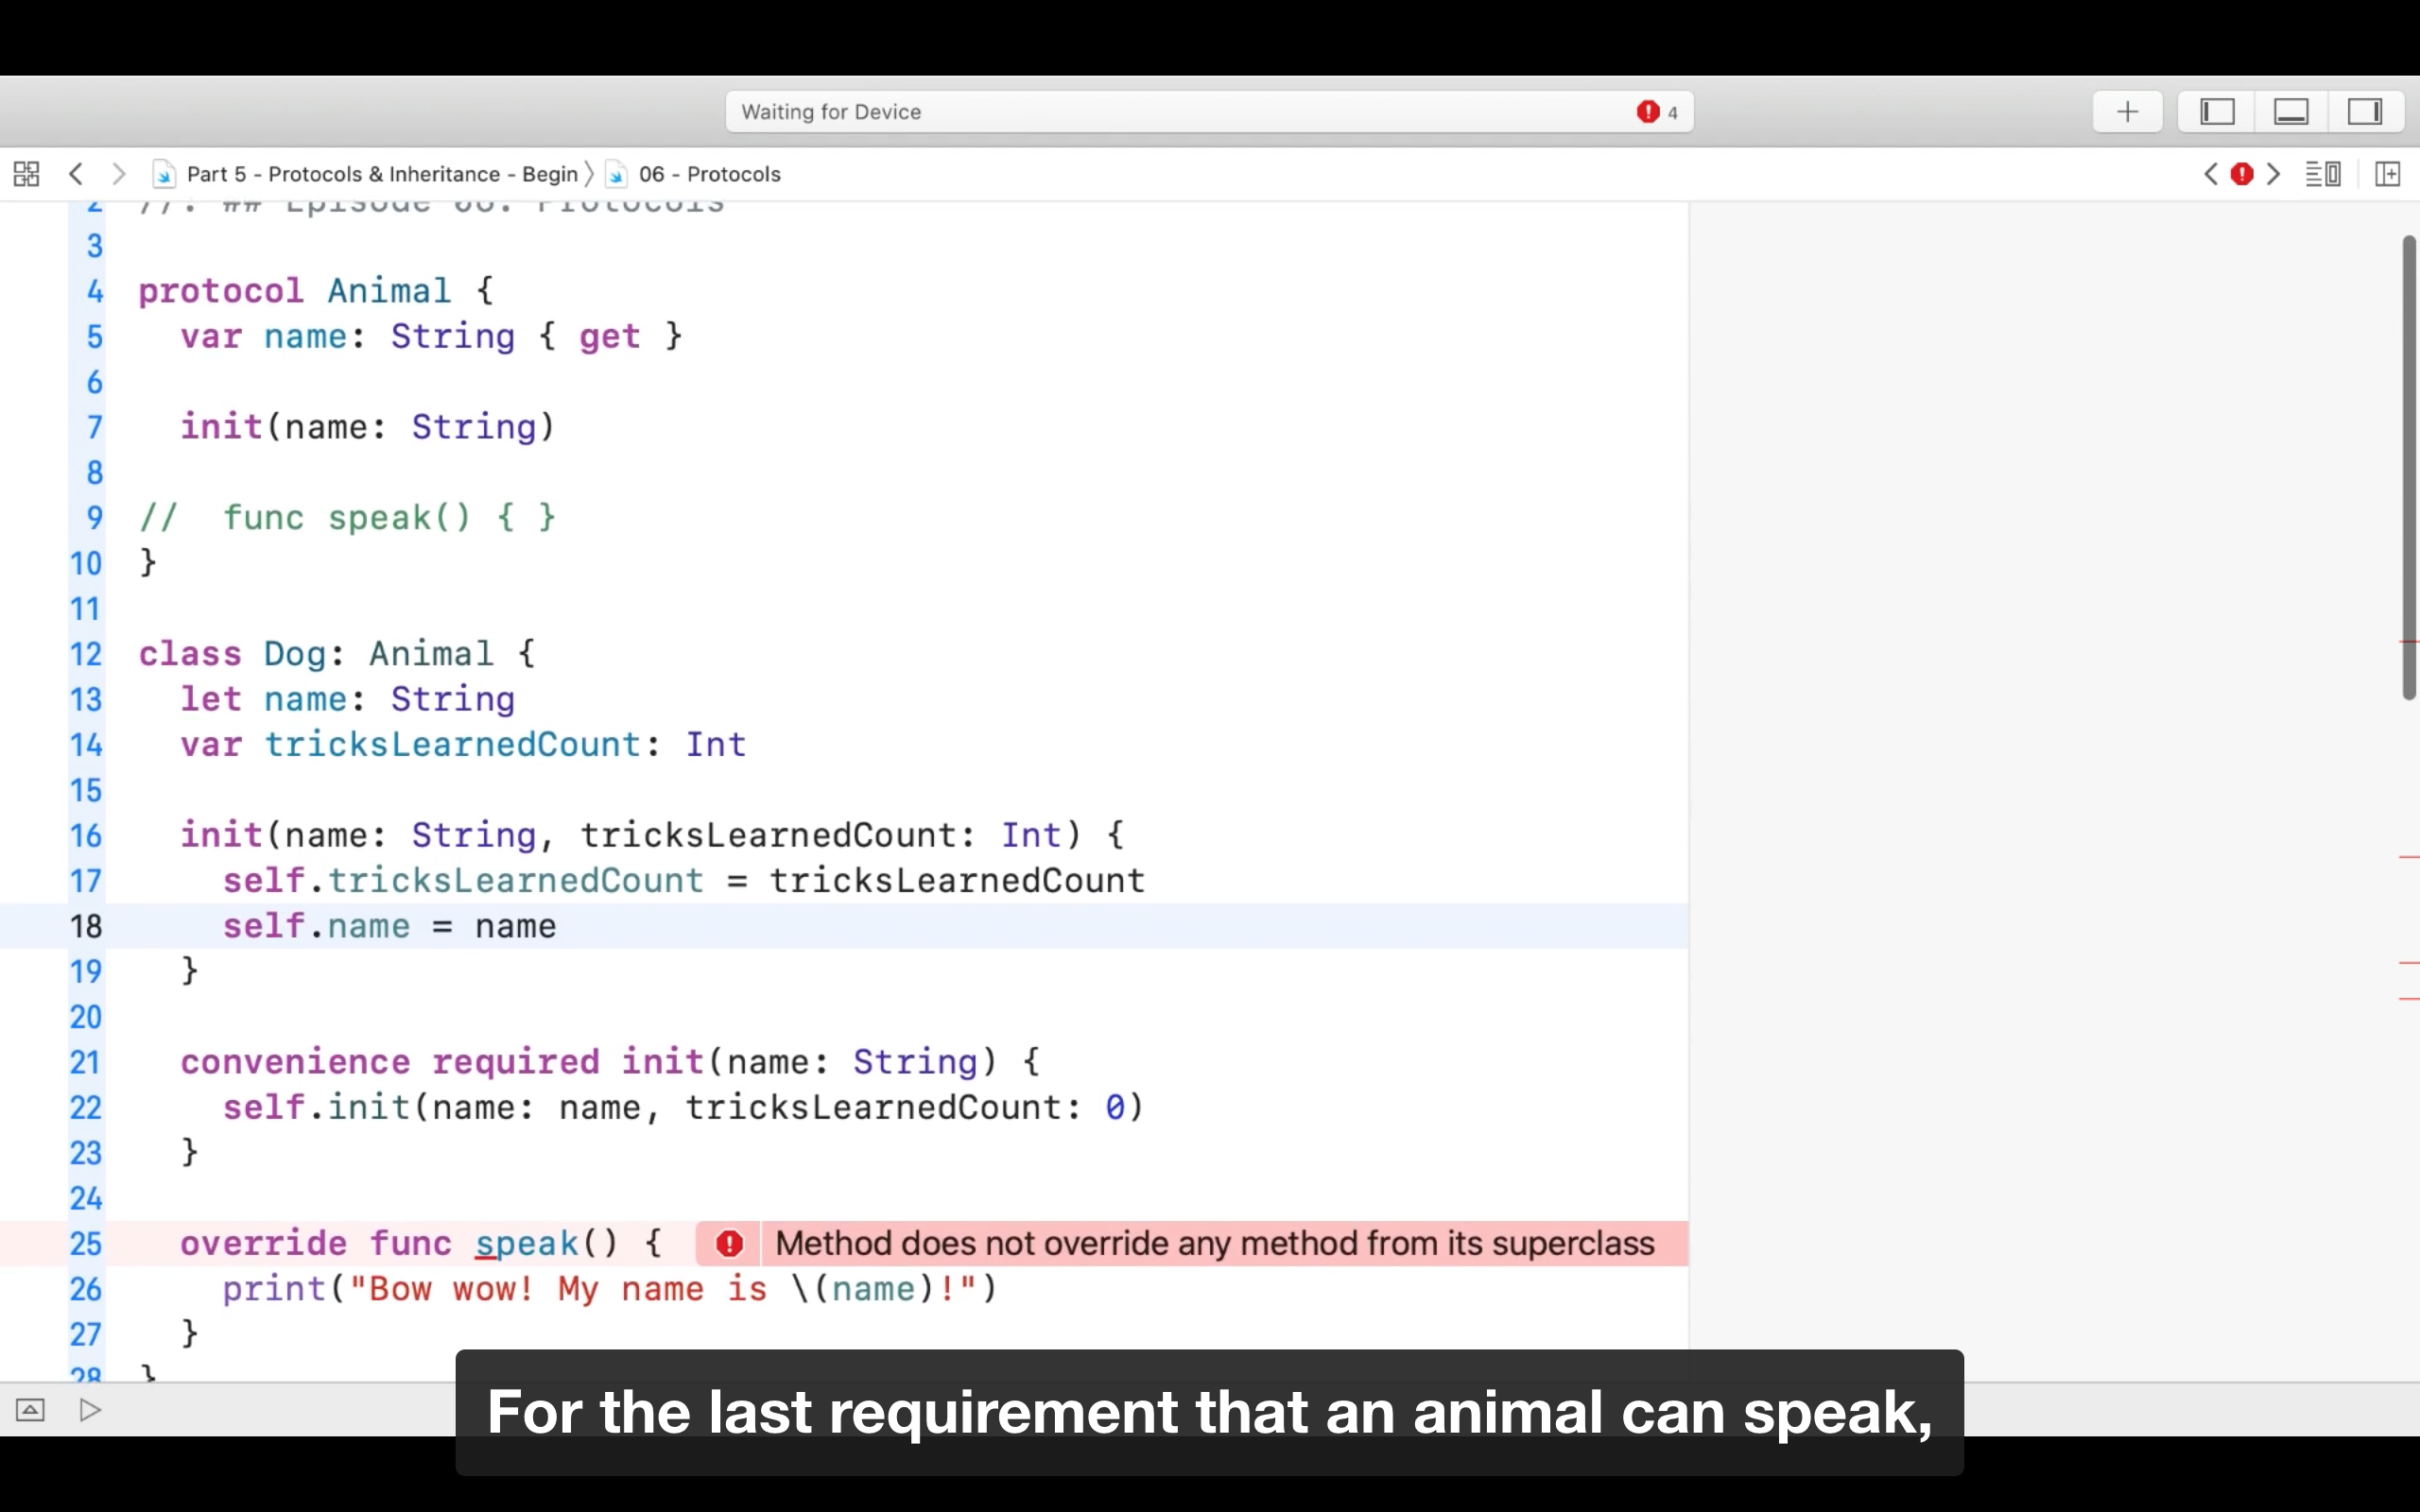 Waiting for Device
4
Part 5 - Protocols & Inheritance - Begin 〉 06 - Protocols
2 //: ## Episode 06: Protocols
3
4 protocol Animal {
5 var name: String { get }
6
7 init(name: String)
8
9 // func speak() { }
10 }
11
12 class Dog: Animal {
13 let name: String
14 var tricksLearnedCount: Int
15
16 init(name: String, tricksLearnedCount: Int) {
17 self.tricksLearnedCount = tricksLearnedCount
18 self.name = name
19 }
20
21 convenience required init(name: String) {
22 self.init(name: name, tricksLearnedCount: 0)
23 }
24
25 override func speak() { Method does not override any method from its superclass
26 print("Bow wow! My name is \(name)!")
27 }
28 }
For the last requirement that an animal can speak,